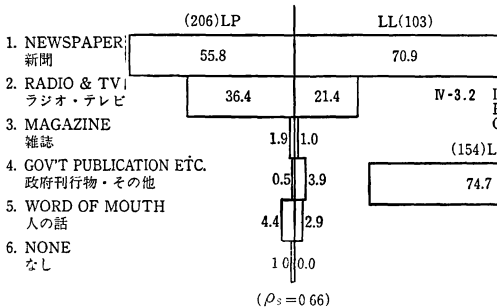 (206)LP LL(103)
1. NEWSPAPER
新聞
55.8 70.9
2. RADIO & TV
ラジオ・テレビ
36.4 21.4
Ⅳ-3.2
3. MAGAZINE
雑誌
1.9 1.0
(154)L
4. GOV'T PUBLICATION ETC.
政府刊行物・その他
0.5 3.9
74.7
5. WORD OF MOUTH
人の話
4.4 2.9
6. NONE
なし
1 0 0.0
(ρs=0 66)